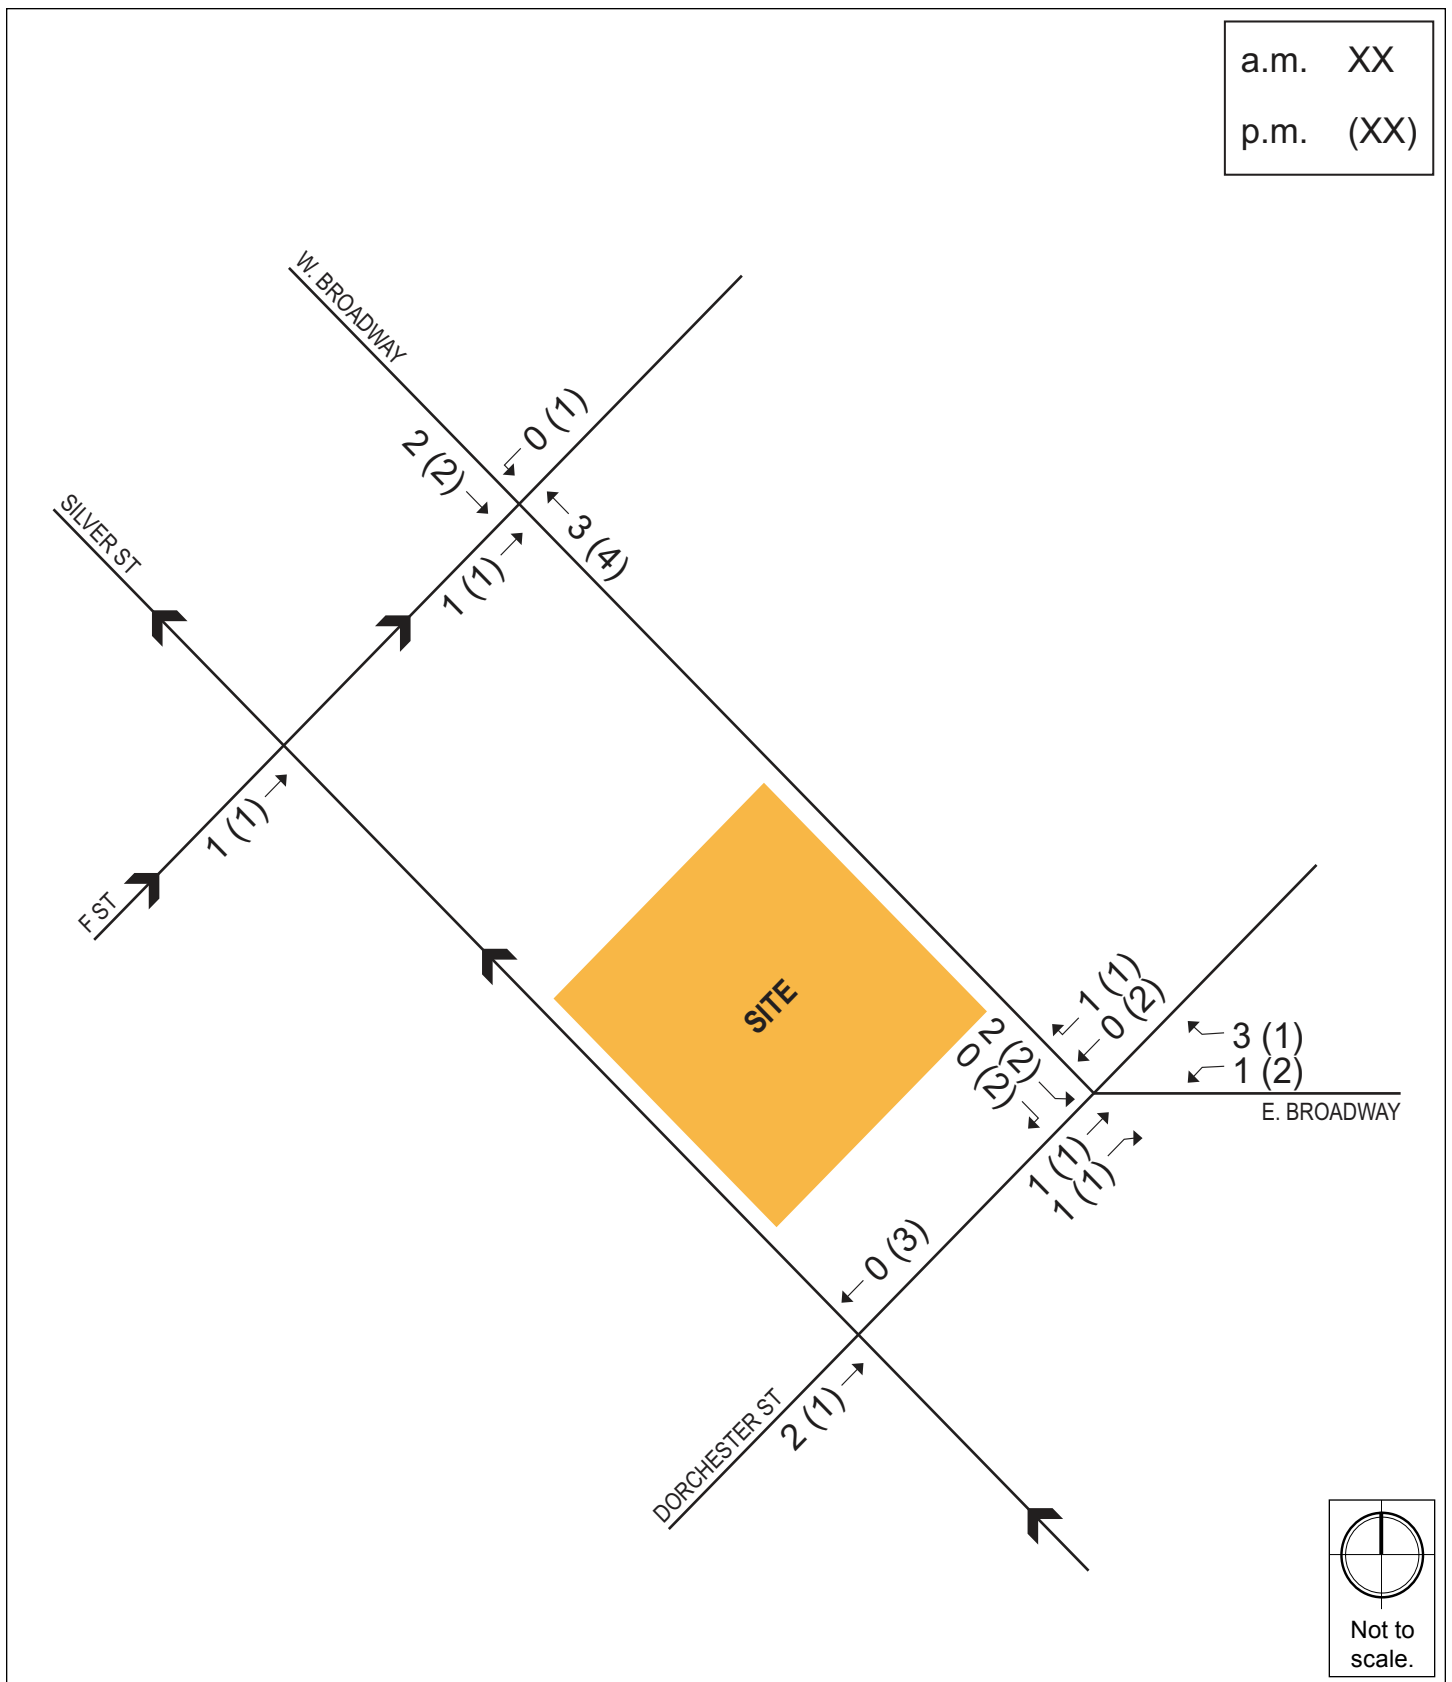 a.m. XX
p.m. (XX)
W. BROADWAY
0 (1)
2 (2)
3 (4)
1 (1)
SILVER ST
1 (1)
F ST
SITE
1 (1)
0 (2)
2 (2)
0 (2)
3 (1)
1 (2)
E. BROADWAY
1 (1)
1 (1)
0 (3)
2 (1)
DORCHESTER ST
Not to
scale.